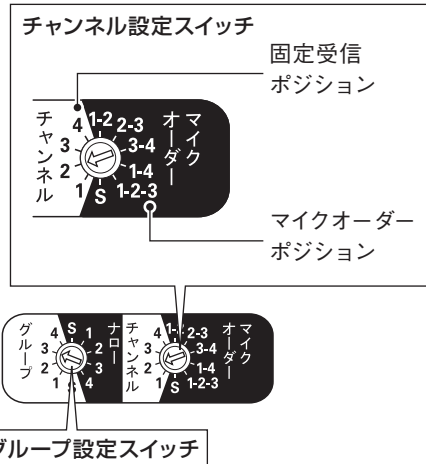 チャンネル設定スイッチ
固定受信
ポジション
チャンネル
4
3
2
1
S
1-2
2-3
3-4
1-4
1-2-3
マイク
オーダー
マイクオーダー
ポジション
グループ
4
3
2
1
S
1
2
3
4
S
ナロー
チャンネル
4
3
2
1
S
1-2
2-3
3-4
1-4
1-2-3
マイク
オーダー
グループ設定スイッチ